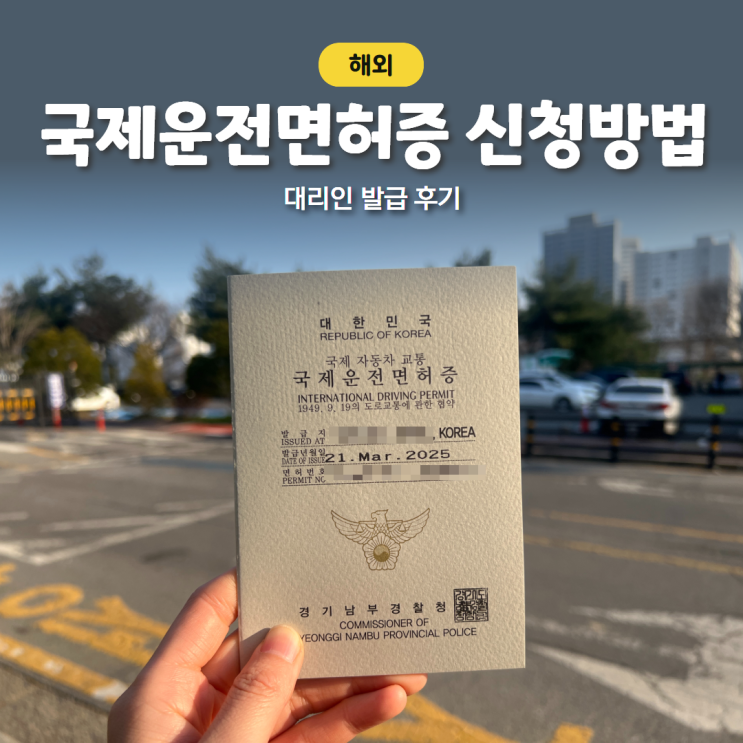 해외
국제운전면허증 신청방법
대리인 발급 후기
대 한 민 국
REPUBLIC OF KOREA
국제 자동차 교통
국제운전면허증
INTERNATIONAL DRIVING PERMIT
1949. 9. 19의 도로교통에 관한 협약
발 급 지
ISSUED AT , KOREA
발급년월일
DATE OF ISSUE 21. Mar. 2025
면 허 번 호
PERMIT NO
경 기 남 부 경 찰 청
COMMISSIONER OF
YEONGGI NAMBU PROVINCIAL POLICE